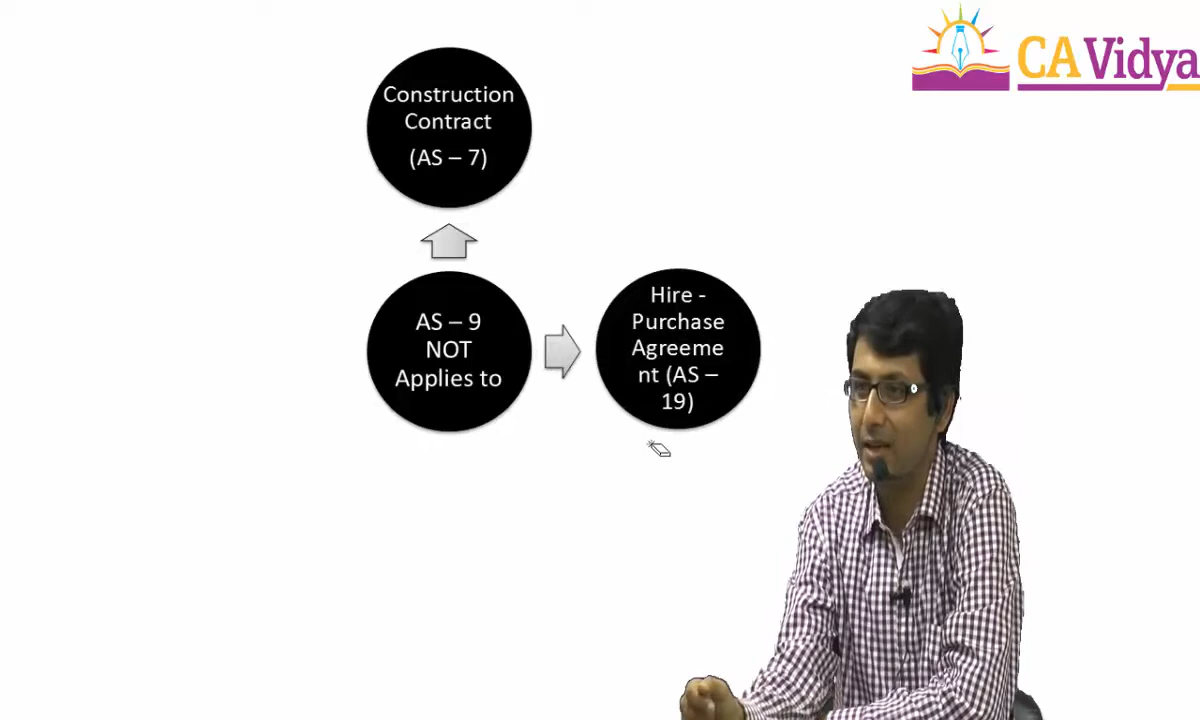 CA Vidya
Construction
Contract
(AS – 7)
AS – 9
NOT
Applies to
Hire -
Purchase
Agreeme
nt (AS –
19)